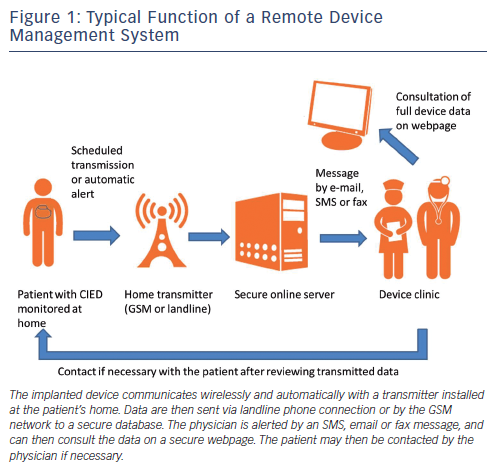 Figure 1: Typical Function of a Remote Device
Management System
Consultation of
full device data
on webpage
Scheduled
transmission
or automatic
alert
Message
by e-mail,
SMS or fax
Patient with CIED
monitored at
home
Home transmitter
(GSM or landline)
Secure online server
Device clinic
Contact if necessary with the patient after reviewing transmitted data
The implanted device communicates wirelessly and automatically with a transmitter installed
at the patient's home. Data are then sent via landline phone connection or by the GSM
network to a secure database. The physician is alerted by an SMS, email or fax message, and
can then consult the data on a secure webpage. The patient may then be contacted by the
physician if necessary.